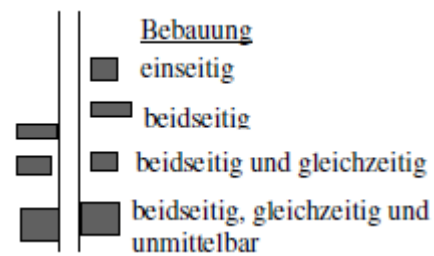 Bebauung
einseitig
beidseitig
beidseitig und gleichzeitig
beidseitig, gleichzeitig und
unmittelbar